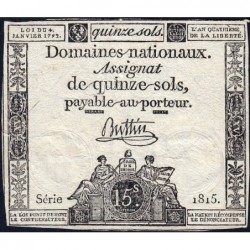 LOI DU 4. JANVIER 1792.
quinze sols.
L'AN QUATRIÈME DE LA LIBERTÉ.
Domaines nationaux.
Assignat
de quinze sols,
payable au porteur.
Buttin
15 s
Série 1815.
LA LOI PUNIT DE MORT LE CONTREFACTEUR.
LA NATION RÉCOMPENSE LE DÉNONCIATEUR.